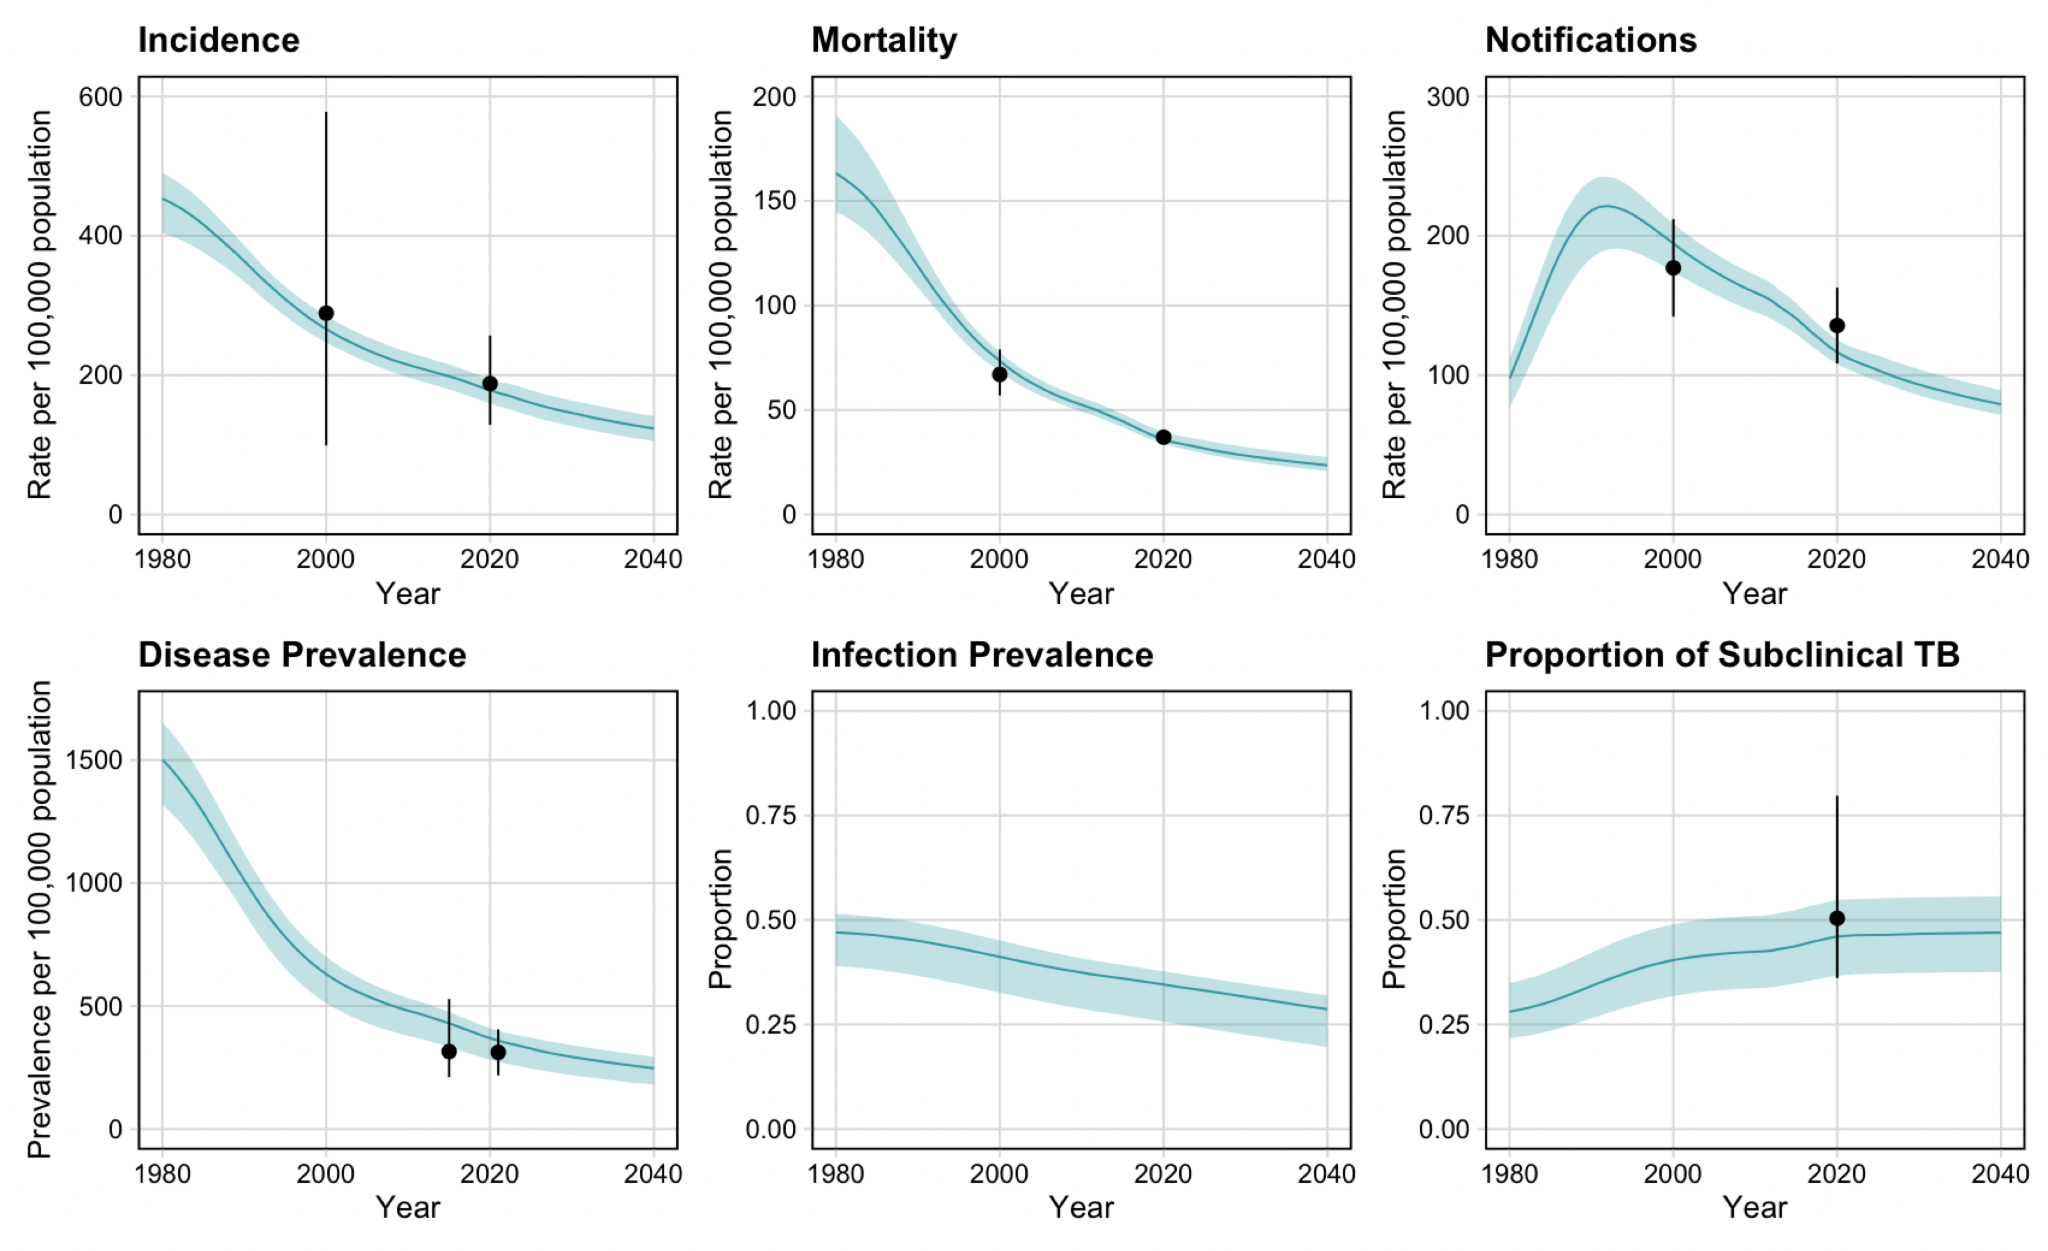 Incidence
Rate per 100,000 population
600
400
200
0
1980 2000 2020 2040
Year
Mortality
Rate per 100,000 population
200
150
100
50
0
1980 2000 2020 2040
Year
Notifications
Rate per 100,000 population
300
200
100
0
1980 2000 2020 2040
Year
Disease Prevalence
Prevalence per 100,000 population
1500
1000
500
0
1980 2000 2020 2040
Year
Infection Prevalence
Proportion
1.00
0.75
0.50
0.25
0.00
1980 2000 2020 2040
Year
Proportion of Subclinical TB
Proportion
1.00
0.75
0.50
0.25
0.00
1980 2000 2020 2040
Year